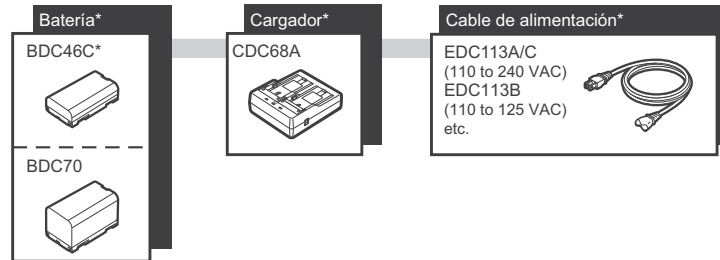 Batería*
BDC46C*
BDC70
Cargador*
CDC68A
Cable de alimentación*
EDC113A/C
(110 to 240 VAC)
EDC113B
(110 to 125 VAC)
etc.